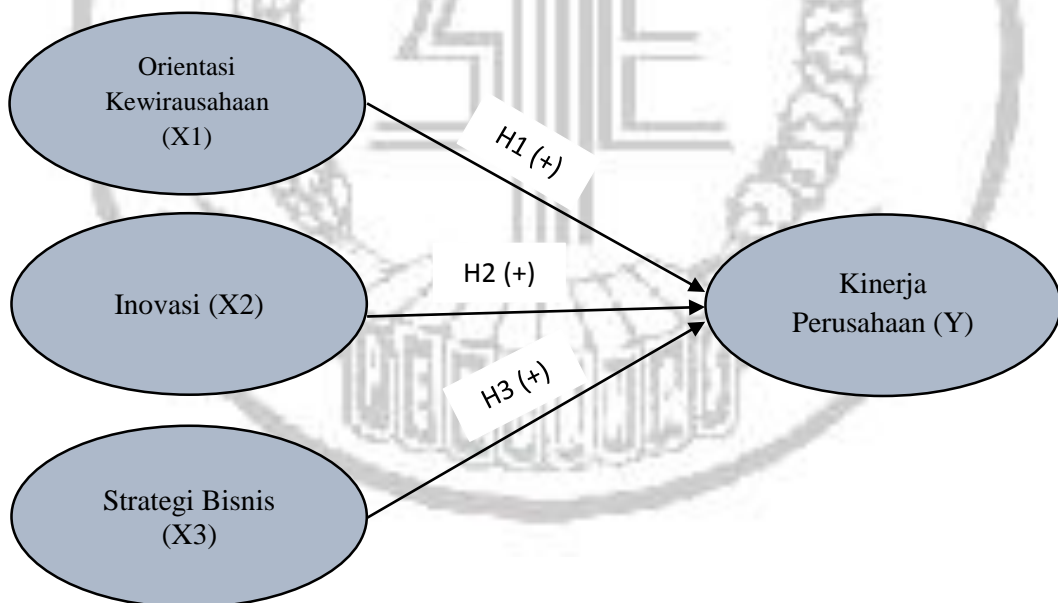 Orientasi
Kewirausahaan
(X1)
H1 (+)
Inovasi (X2)
H2 (+)
Kinerja
Perusahaan (Y)
H3 (+)
Strategi Bisnis
(X3)